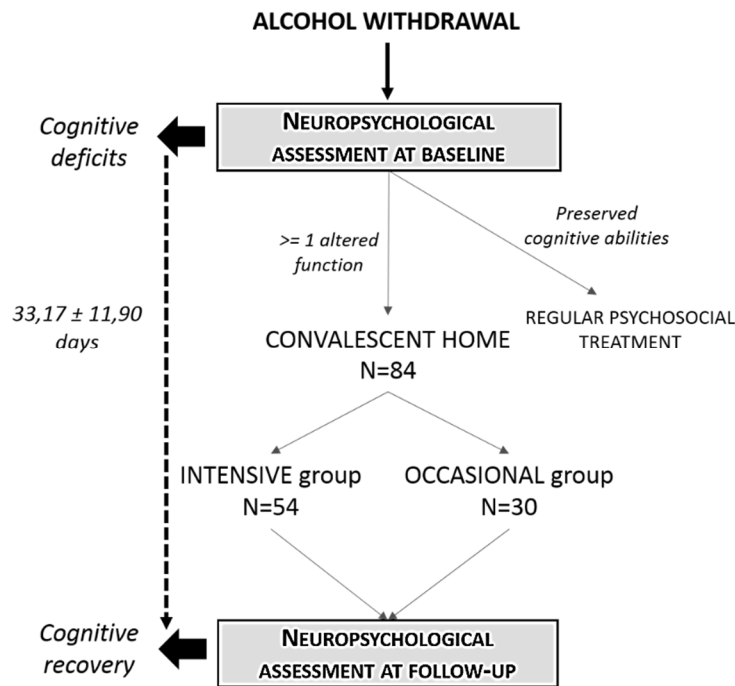 ALCOHOL WITHDRAWAL
NEUROPSYCHOLOGICAL
ASSESSMENT AT BASELINE
Cognitive
deficits
>= 1 altered
function
Preserved
cognitive abilities
33,17 ± 11,90
days
REGULAR PSYCHOSOCIAL
TREATMENT
CONVALESCENT HOME
N=84
INTENSIVE group
N=54
OCCASIONAL group
N=30
Cognitive
recovery
NEUROPSYCHOLOGICAL
ASSESSMENT AT FOLLOW-UP